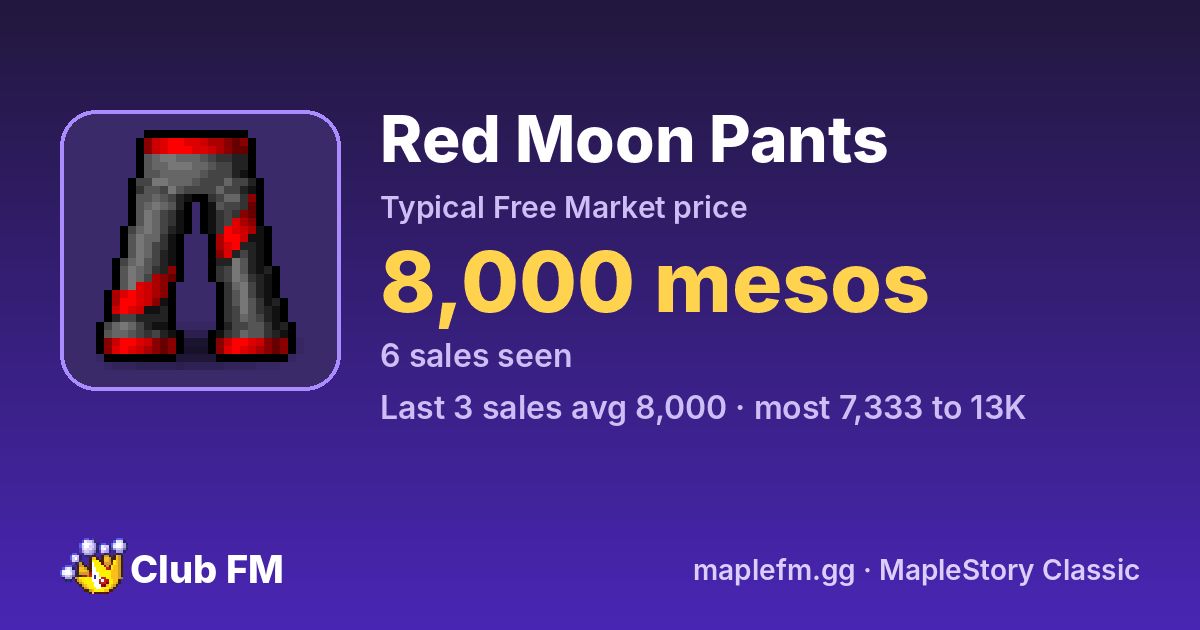 Red Moon Pants
Typical Free Market price
8,000 mesos
6 sales seen
Last 3 sales avg 8,000 · most 7,333 to 13K
Club FM
maplefm.gg · MapleStory Classic